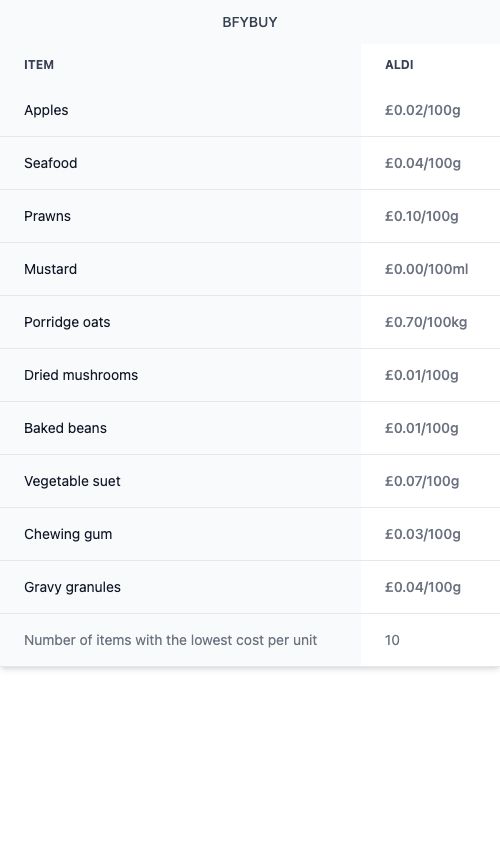 BFYBUY
ITEM ALDI
Apples £0.02/100g
Seafood £0.04/100g
Prawns £0.10/100g
Mustard £0.00/100ml
Porridge oats £0.70/100kg
Dried mushrooms £0.01/100g
Baked beans £0.01/100g
Vegetable suet £0.07/100g
Chewing gum £0.03/100g
Gravy granules £0.04/100g
Number of items with the lowest cost per unit 10